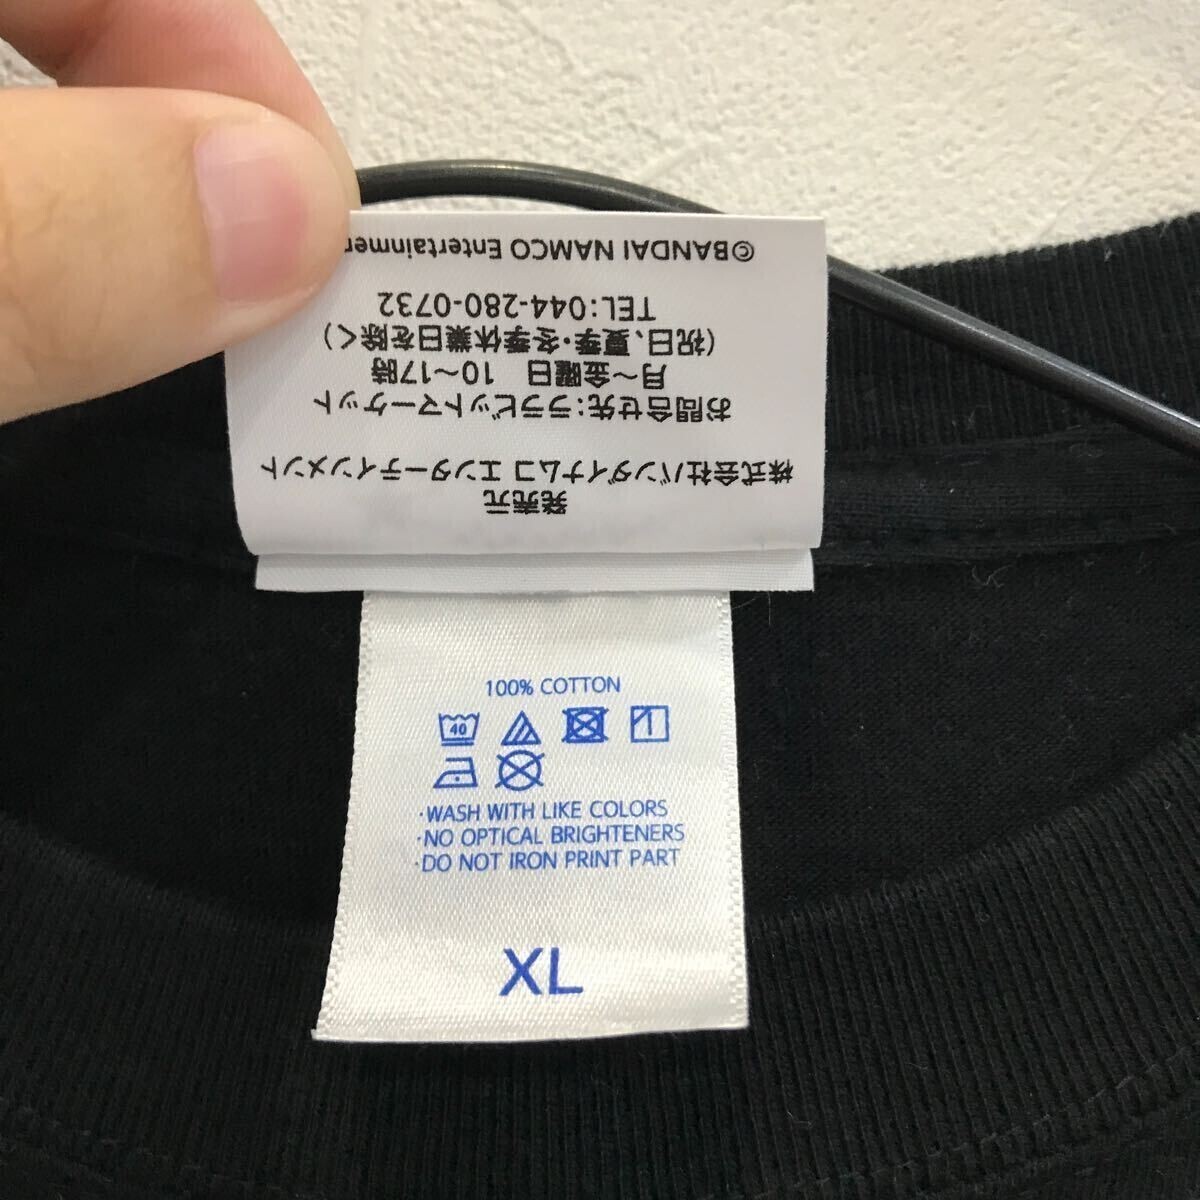 発売元
株式会社バンダイナムコ エンターテインメント
お問合せ先:ララビットマーケット
月～金曜日 10～17時
(祝日、夏季・冬季休業日を除く)
TEL:044-280-0732
©BANDAI NAMCO
100% COTTON
40
·WASH WITH LIKE COLORS
·NO OPTICAL BRIGHTENERS
·DO NOT IRON PRINT PART
XL